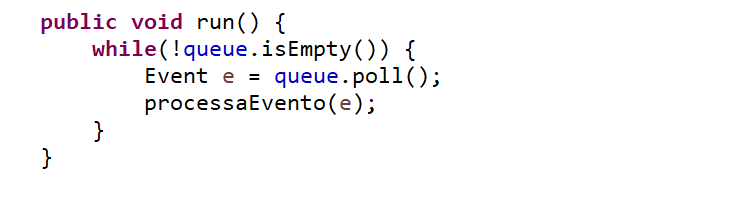 public void run() {
    while(!queue.isEmpty()) {
        Event e = queue.poll();
        processaEvento(e);
    }
}